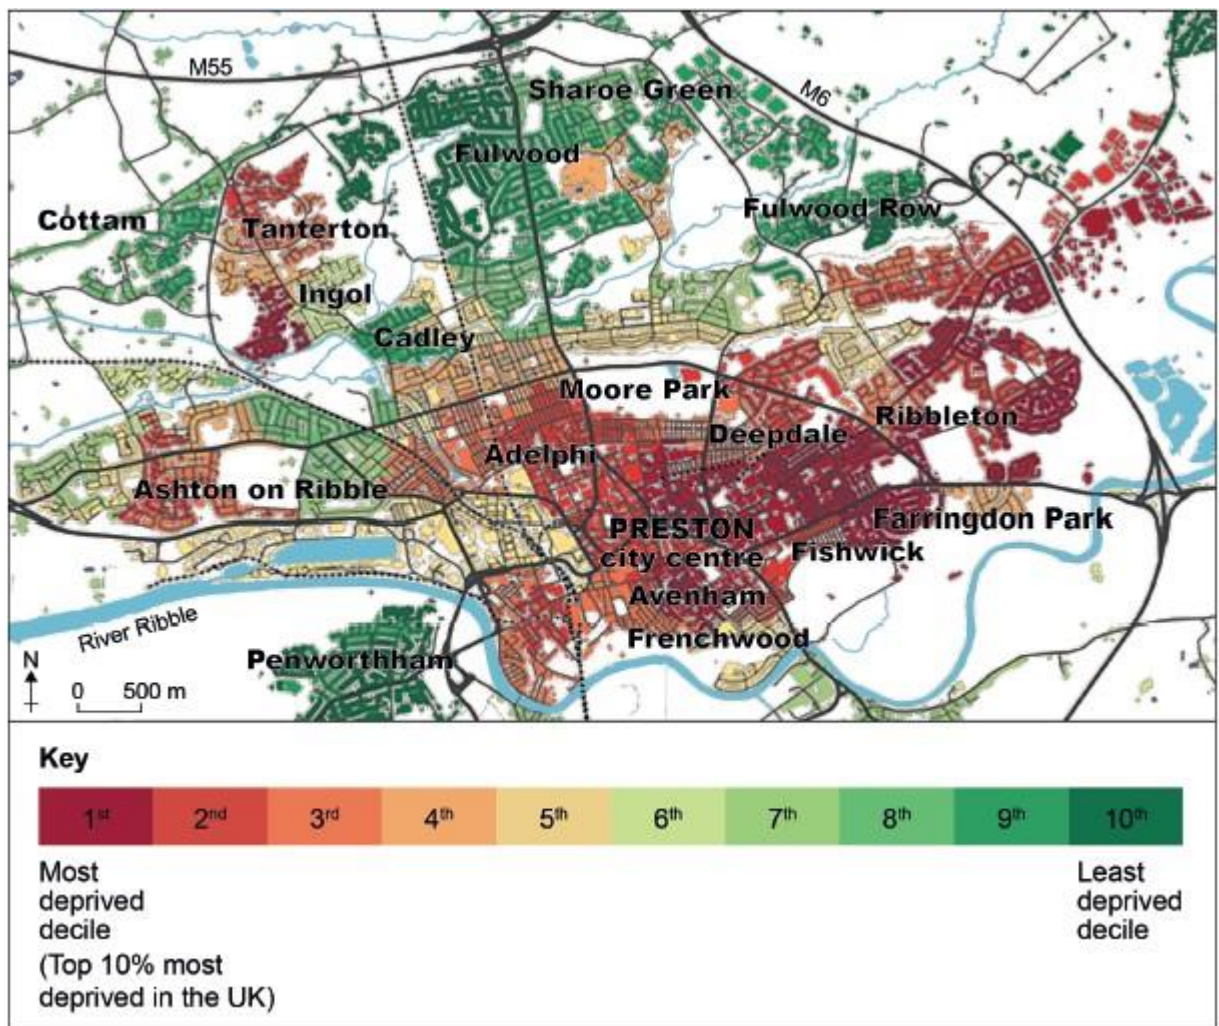 M55
M6
Sharoe Green
Fulwood
Cottam
Tanterton
Fulwood Row
Ingol
Cadley
Moore Park
Ribbleton
Deepdale
Adelphi
Ashton on Ribble
PRESTON
city centre
Farringdon Park
Fishwick
Avenham
Frenchwood
River Ribble
Penworthham
N
0 500 m
Key
1st 2nd 3rd 4th 5th 6th 7th 8th 9th 10th
Most
deprived
decile
(Top 10% most
deprived in the UK)
Least
deprived
decile